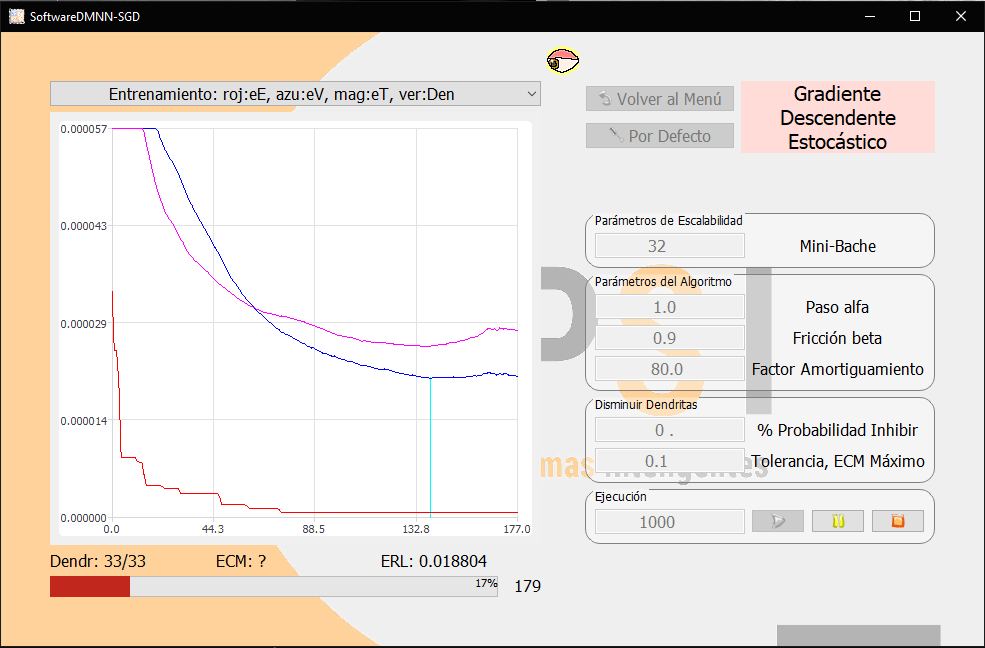 SoftwareDMNN-SGD
Entrenamiento: roj:eE, azu:eV, mag:eT, ver:Den
0.000057
0.000043
0.000029
0.000014
0.000000
0.0
44.3
88.5
132.8
177.0
Dendr: 33/33
ECM: ?
ERL: 0.018804
17%
179
Volver al Menú
Por Defecto
Gradiente
Descendente
Estocástico
Parámetros de Escalabilidad
32
Mini-Bache
Parámetros del Algoritmo
1.0
Paso alfa
0.9
Fricción beta
80.0
Factor Amortiguamiento
Disminuir Dendritas
0 .
% Probabilidad Inhibir
0.1
Tolerancia, ECM Máximo
Ejecución
1000